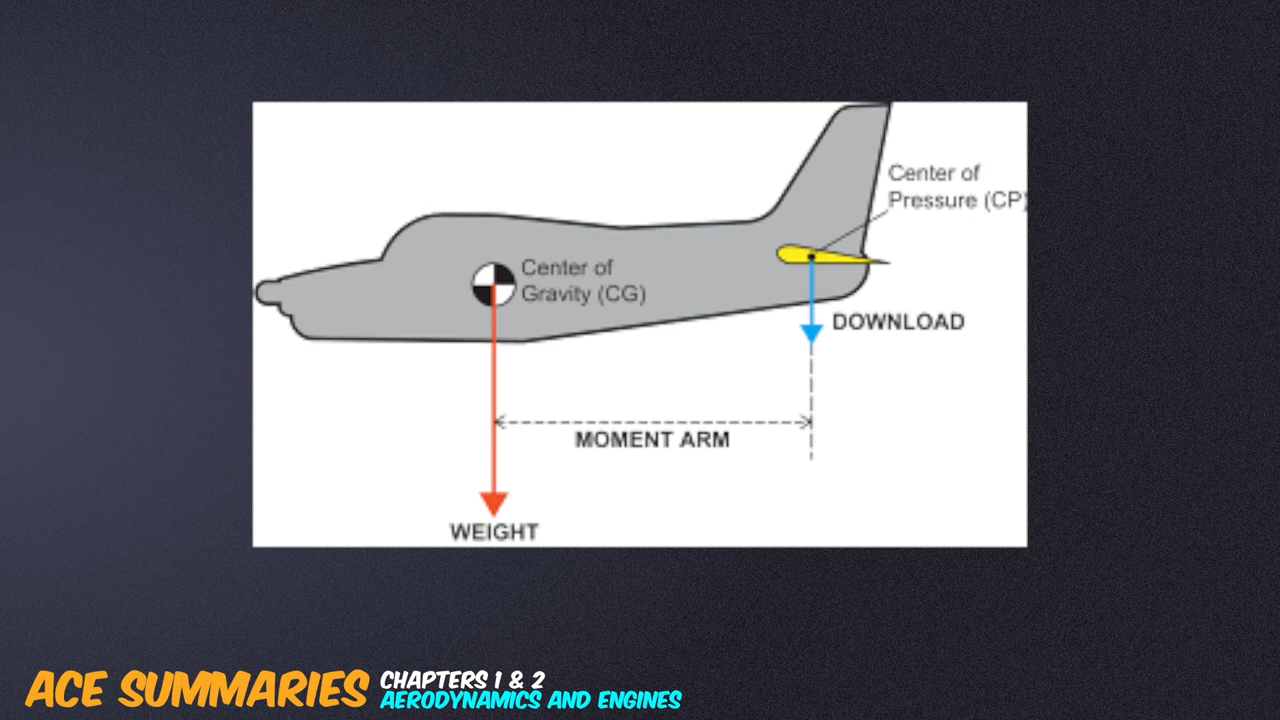 Center of
Pressure (CP)
Center of
Gravity (CG)
DOWNLOAD
MOMENT ARM
WEIGHT
ACE SUMMARIES
CHAPTERS 1 & 2
AERODYNAMICS AND ENGINES